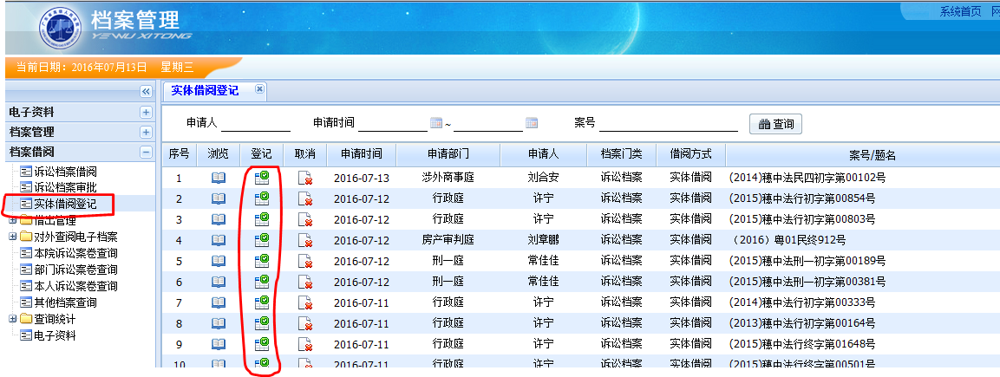 档案管理
YEWU XITONG
系统首页
当前日期：2016年07月13日 星期三
实体借阅登记
电子资料
档案管理
档案借阅
诉讼档案借阅
诉讼档案审批
实体借阅登记
借出管理
对外查阅电子档案
本院诉讼案卷查询
部门诉讼案卷查询
本人诉讼案卷查询
其他档案查询
查询统计
电子资料
申请人 申请时间 ~ 案号 查询
序号 浏览 登记 取消 申请时间 申请部门 申请人 档案门类 借阅方式 案号/题名
1 2016-07-13 涉外商事庭 刘合安 诉讼档案 实体借阅 (2014)穗中法民四初字第00102号
2 2016-07-12 行政庭 许宁 诉讼档案 实体借阅 (2015)穗中法行初字第00854号
3 2016-07-12 行政庭 许宁 诉讼档案 实体借阅 (2015)穗中法行初字第00803号
4 2016-07-12 房产审判庭 刘章鹏 诉讼档案 实体借阅 （2016）粤01民终912号
5 2016-07-12 刑一庭 常佳佳 诉讼档案 实体借阅 (2015)穗中法刑一初字第00189号
6 2016-07-12 刑一庭 常佳佳 诉讼档案 实体借阅 (2015)穗中法刑一初字第00381号
7 2016-07-11 行政庭 许宁 诉讼档案 实体借阅 (2014)穗中法行初字第00333号
8 2016-07-11 行政庭 许宁 诉讼档案 实体借阅 (2013)穗中法行初字第00164号
9 2016-07-11 行政庭 许宁 诉讼档案 实体借阅 (2015)穗中法行终字第01648号
10 2016-07-11 行政庭 许宁 诉讼档案 实体借阅 (2015)穗中法行终字第00501号